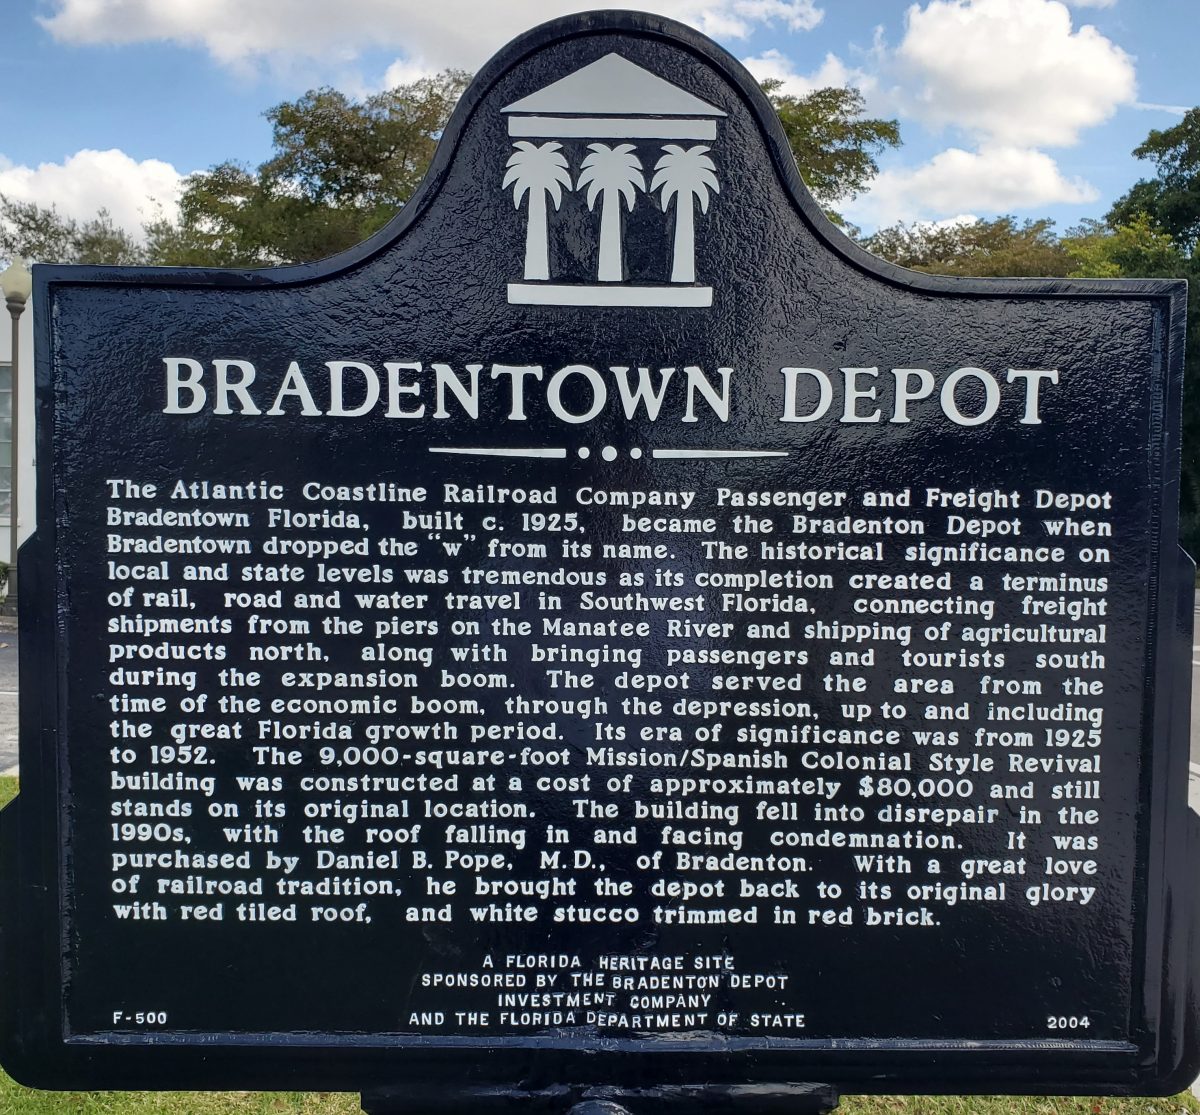 BRADENTOWN DEPOT
The Atlantic Coastline Railroad Company Passenger and Freight Depot
Bradentown Florida, built c. 1925, became the Bradenton Depot when
Bradentown dropped the "w" from its name. The historical significance on
local and state levels was tremendous as its completion created a terminus
of rail, road and water travel in Southwest Florida, connecting freight
shipments from the piers on the Manatee River and shipping of agricultural
products north, along with bringing passengers and tourists south
during the expansion boom. The depot served the area from the
time of the economic boom, through the depression, up to and including
the great Florida growth period. Its era of significance was from 1925
to 1952. The 9,000-square-foot Mission/Spanish Colonial Style Revival
building was constructed at a cost of approximately $80,000 and still
stands on its original location. The building fell into disrepair in the
1990s, with the roof falling in and facing condemnation. It was
purchased by Daniel B. Pope, M.D., of Bradenton. With a great love
of railroad tradition, he brought the depot back to its original glory
with red tiled roof, and white stucco trimmed in red brick.
A FLORIDA HERITAGE SITE
SPONSORED BY THE BRADENTON DEPOT
INVESTMENT COMPANY
AND THE FLORIDA DEPARTMENT OF STATE
F-500
2004